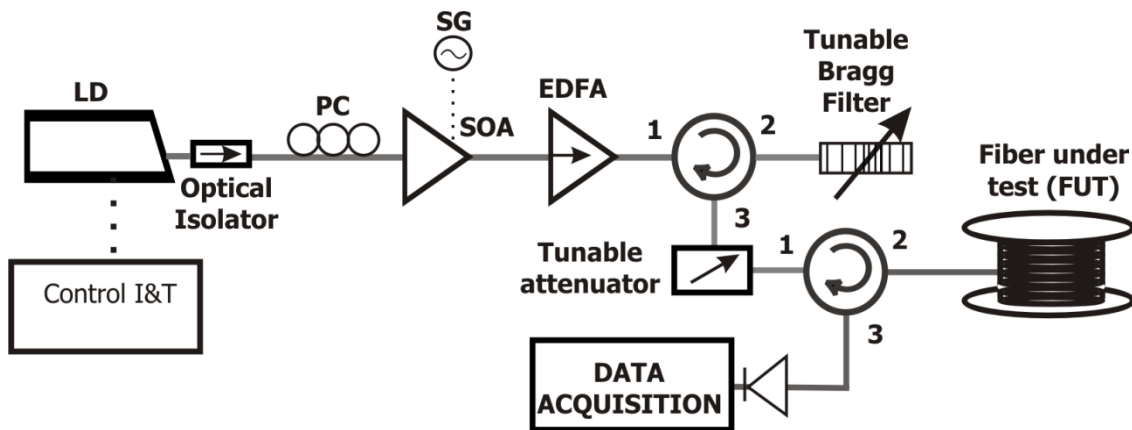 SG
LD
PC
SOA
EDFA
Tunable
Bragg
Filter
1
2
3
Optical
Isolator
Fiber under
test (FUT)
Control I&T
Tunable
attenuator
1
2
3
DATA
ACQUISITION